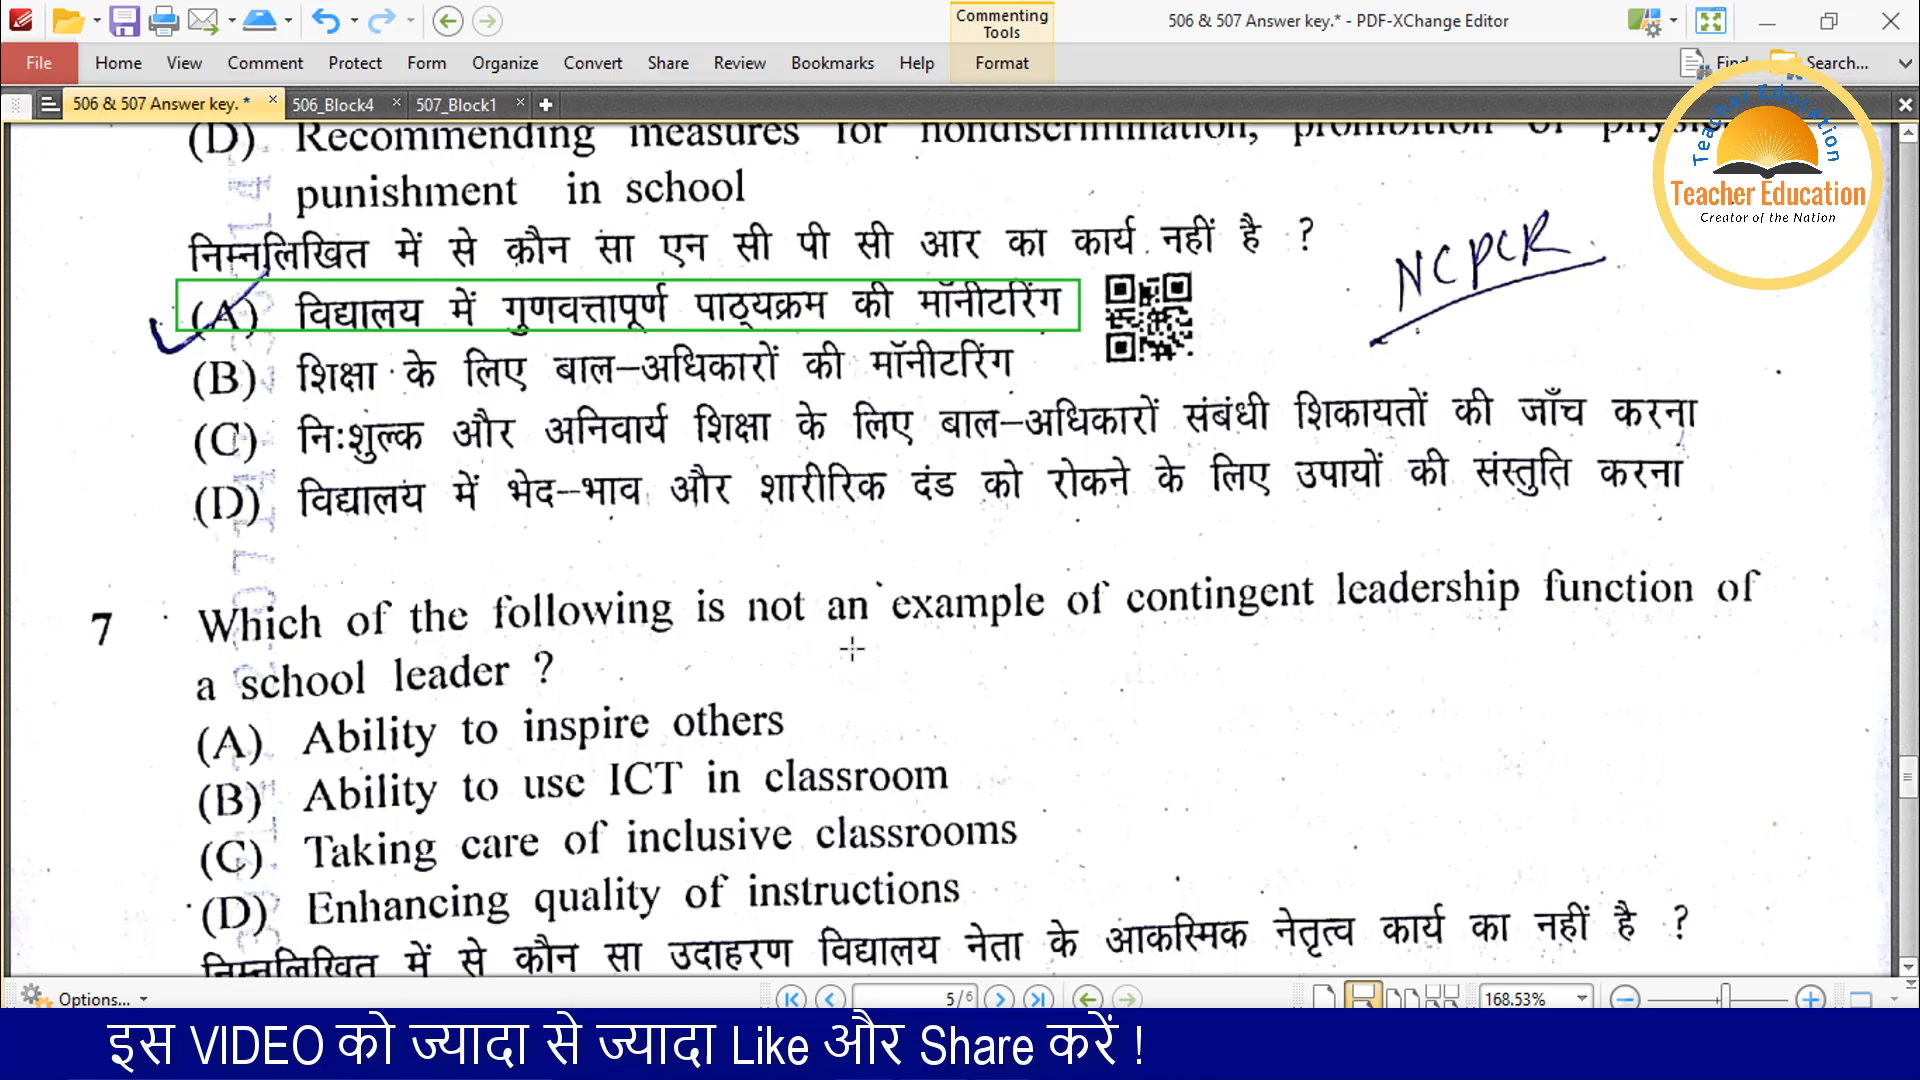 Commenting Tools
506 & 507 Answer key.* - PDF-XChange Editor
File Home View Comment Protect Form Organize Convert Share Review Bookmarks Help Format Find Search...
506 & 507 Answer key. * 506_Block4 507_Block1
Teacher Education
Teacher Education
Creator of the Nation
(D) Recommending measures for nondiscrimination, prohibition of
punishment in school
निम्नलिखित में से कौन सा एन सी पी सी आर का कार्य नहीं है ?
NCPCR
(A) विद्यालय में गुणवत्तापूर्ण पाठ्यक्रम की मॉनीटरिंग
(B) शिक्षा के लिए बाल–अधिकारों की मॉनीटरिंग
(C) निःशुल्क और अनिवार्य शिक्षा के लिए बाल–अधिकारों संबंधी शिकायतों की जाँच करना
(D) विद्यालय में भेद–भाव और शारीरिक दंड को रोकने के लिए उपायों की संस्तुति करना
7 Which of the following is not an example of contingent leadership function of
a school leader ?
(A) Ability to inspire others
(B) Ability to use ICT in classroom
(C) Taking care of inclusive classrooms
(D) Enhancing quality of instructions
निम्नलिखित में से कौन सा उदाहरण विद्यालय नेता के आकस्मिक नेतृत्व कार्य का नहीं है ?
Options... 5/6 168.53%
इस VIDEO को ज्यादा से ज्यादा Like और Share करें !